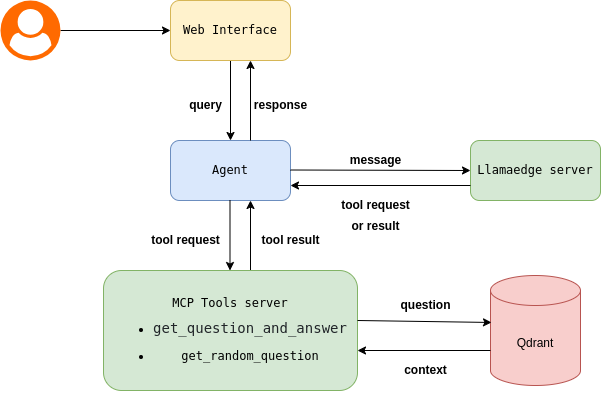 Web Interface
query
response
Agent
message
Llamaedge server
tool request
or result
tool request
tool result
MCP Tools server
get_question_and_answer
get_random_question
question
Qdrant
context